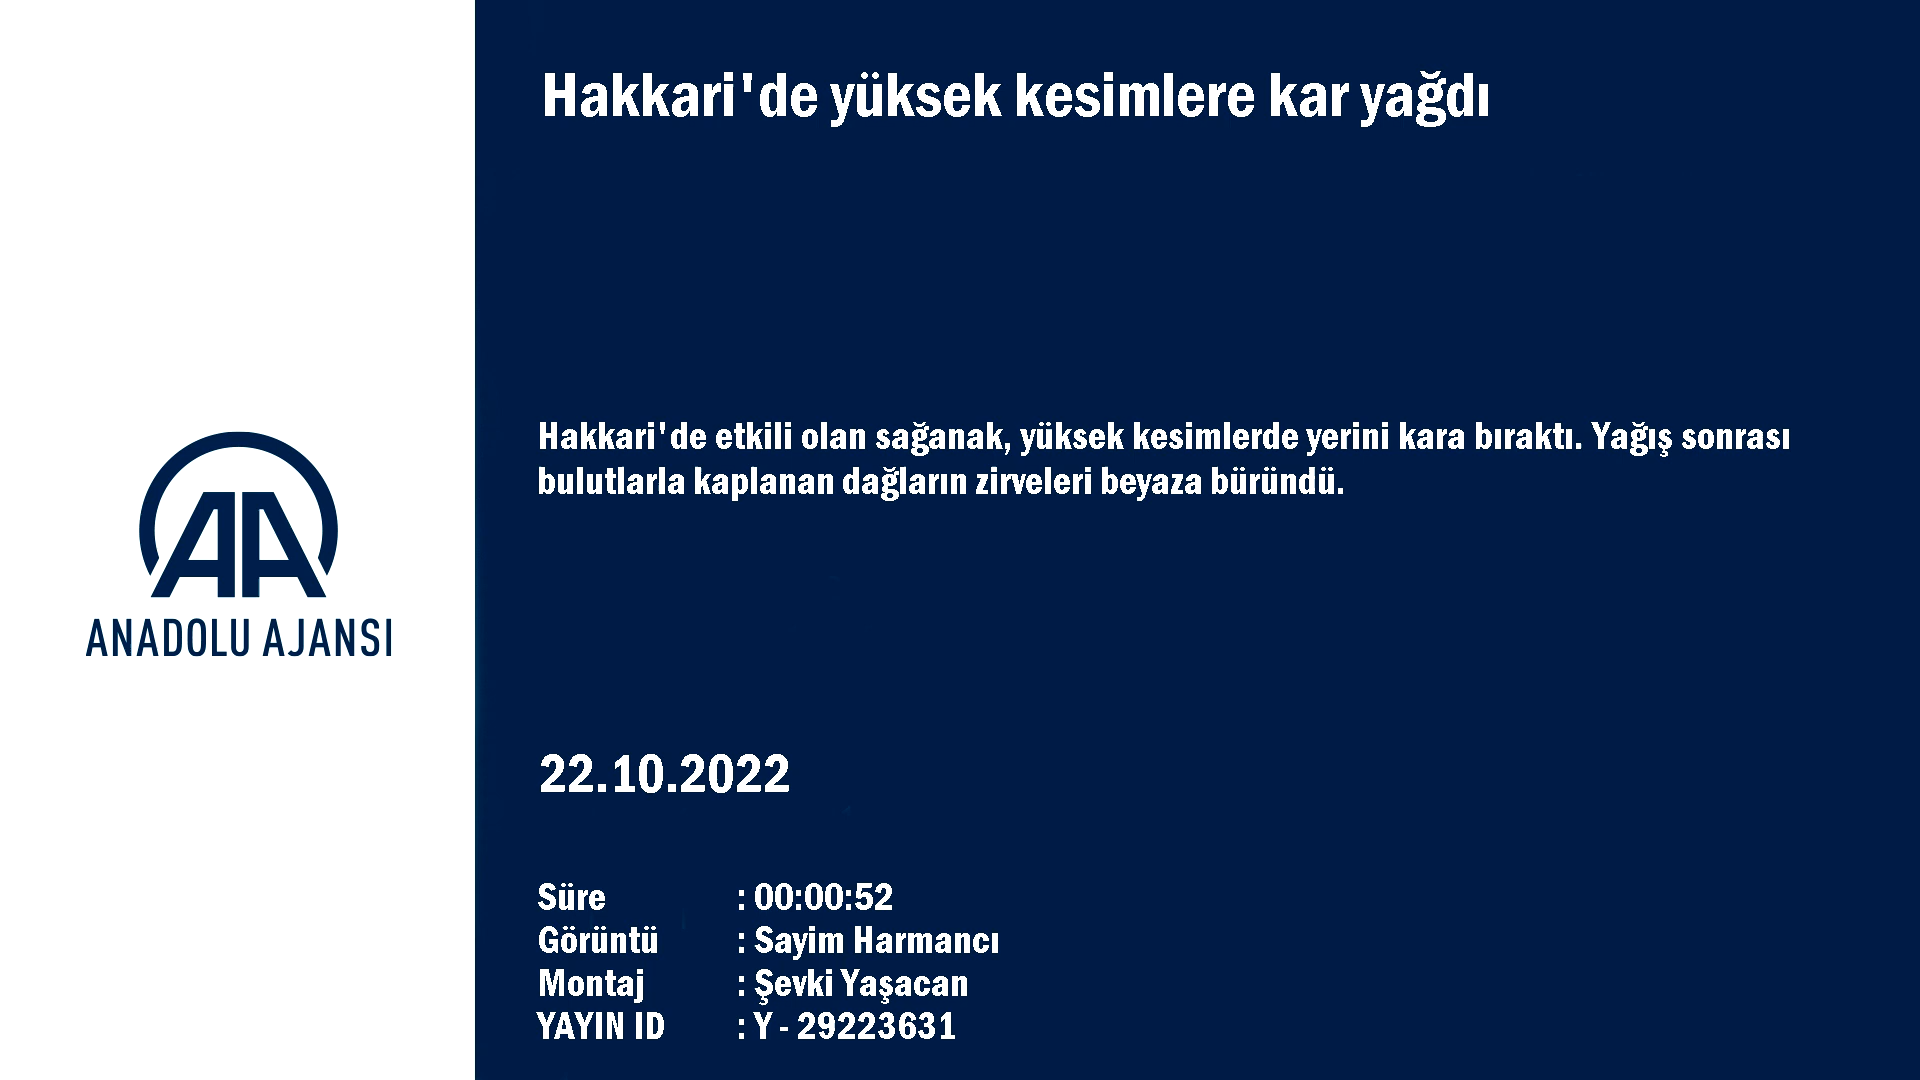 Hakkari'de yüksek kesimlere kar yağdı
Hakkari'de etkili olan sağanak, yüksek kesimlerde yerini kara bıraktı. Yağış sonrası
bulutlarla kaplanan dağların zirveleri beyaza büründü.
AA
ANADOLU AJANSI
22.10.2022
Süre : 00:00:52
Görüntü : Sayim Harmancı
Montaj : Şevki Yaşacan
YAYIN ID : Y - 29223631